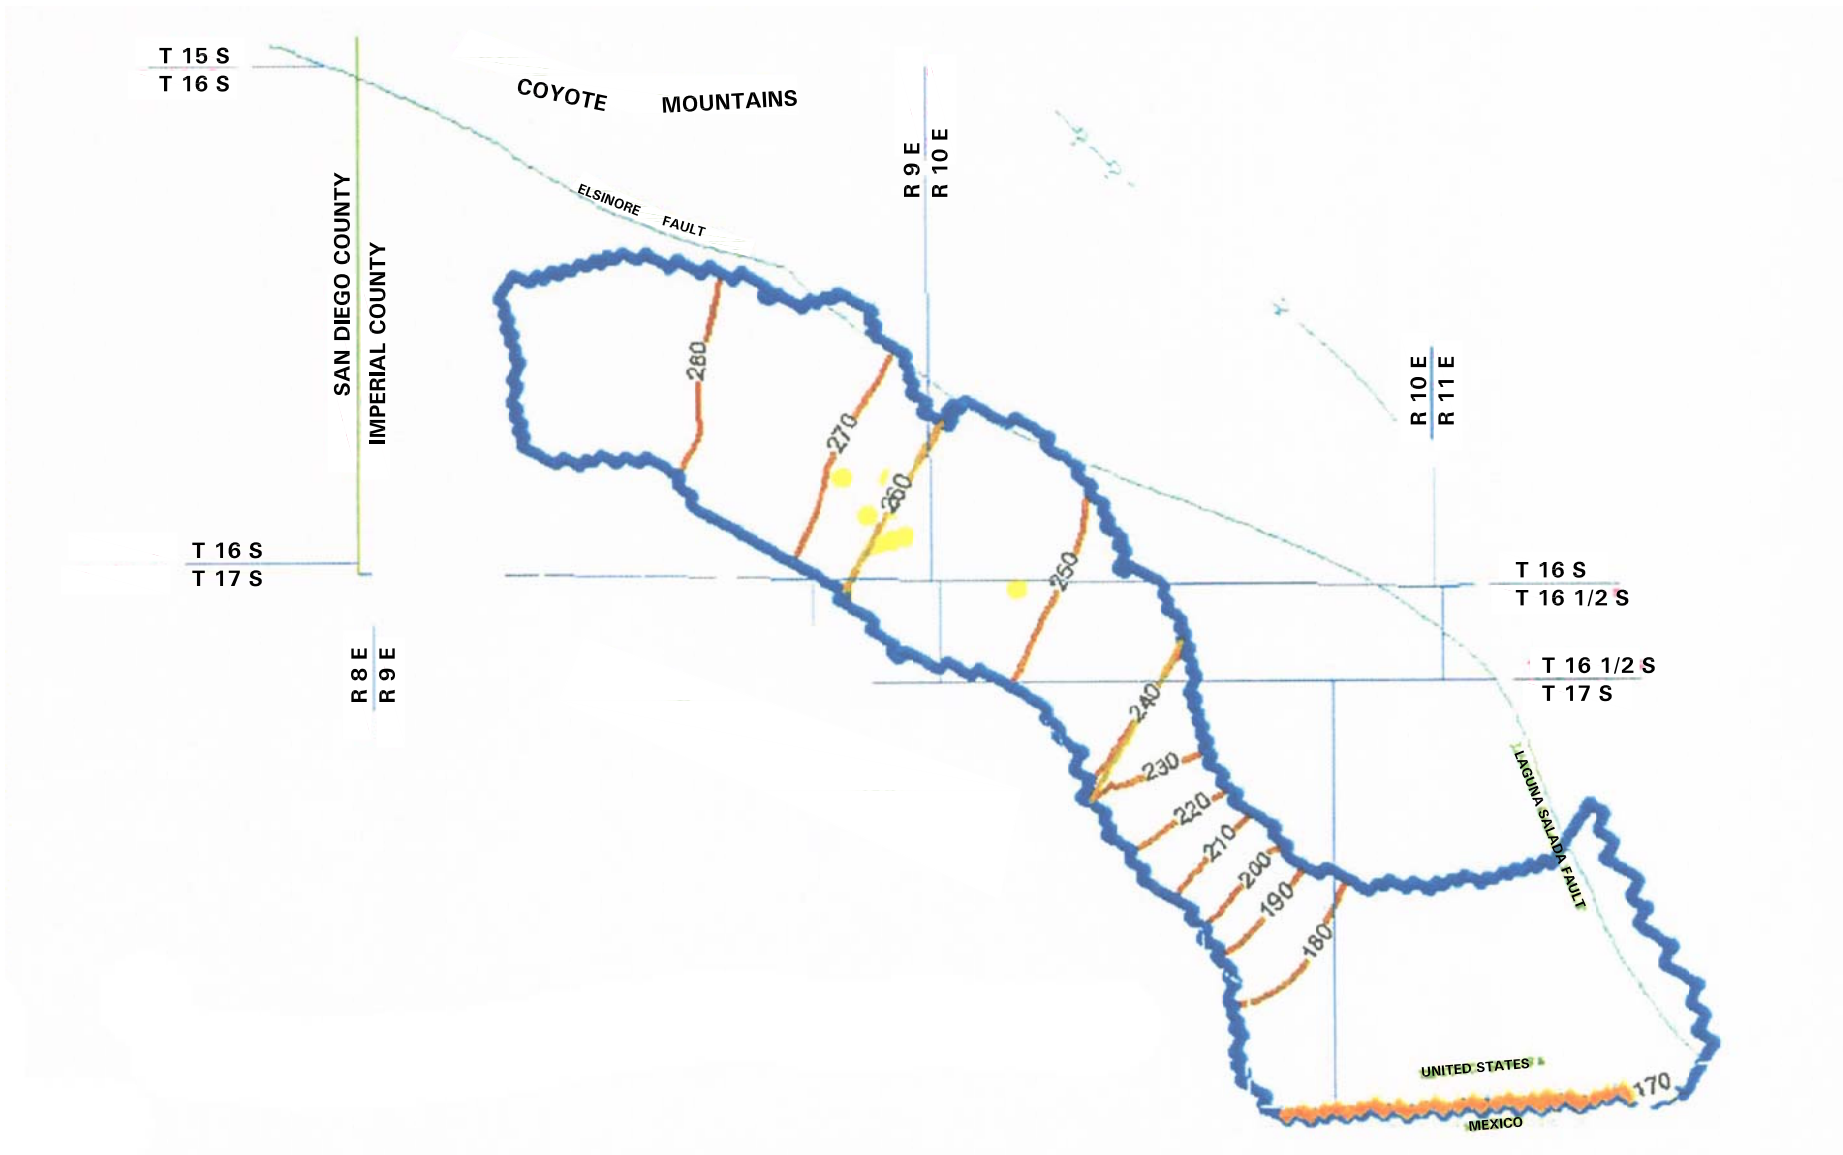 T 15 S
T 16 S
COYOTE MOUNTAINS
R 9 E
R 10 E
SAN DIEGO COUNTY
IMPERIAL COUNTY
ELSINORE FAULT
280
270
260
250
R 10 E
R 11 E
T 16 S
T 17 S
T 16 S
T 16 1/2 S
R 8 E
R 9 E
T 16 1/2 S
T 17 S
240
230
220
210
200
190
180
LAGUNA SALADA FAULT
UNITED STATES
170
MEXICO